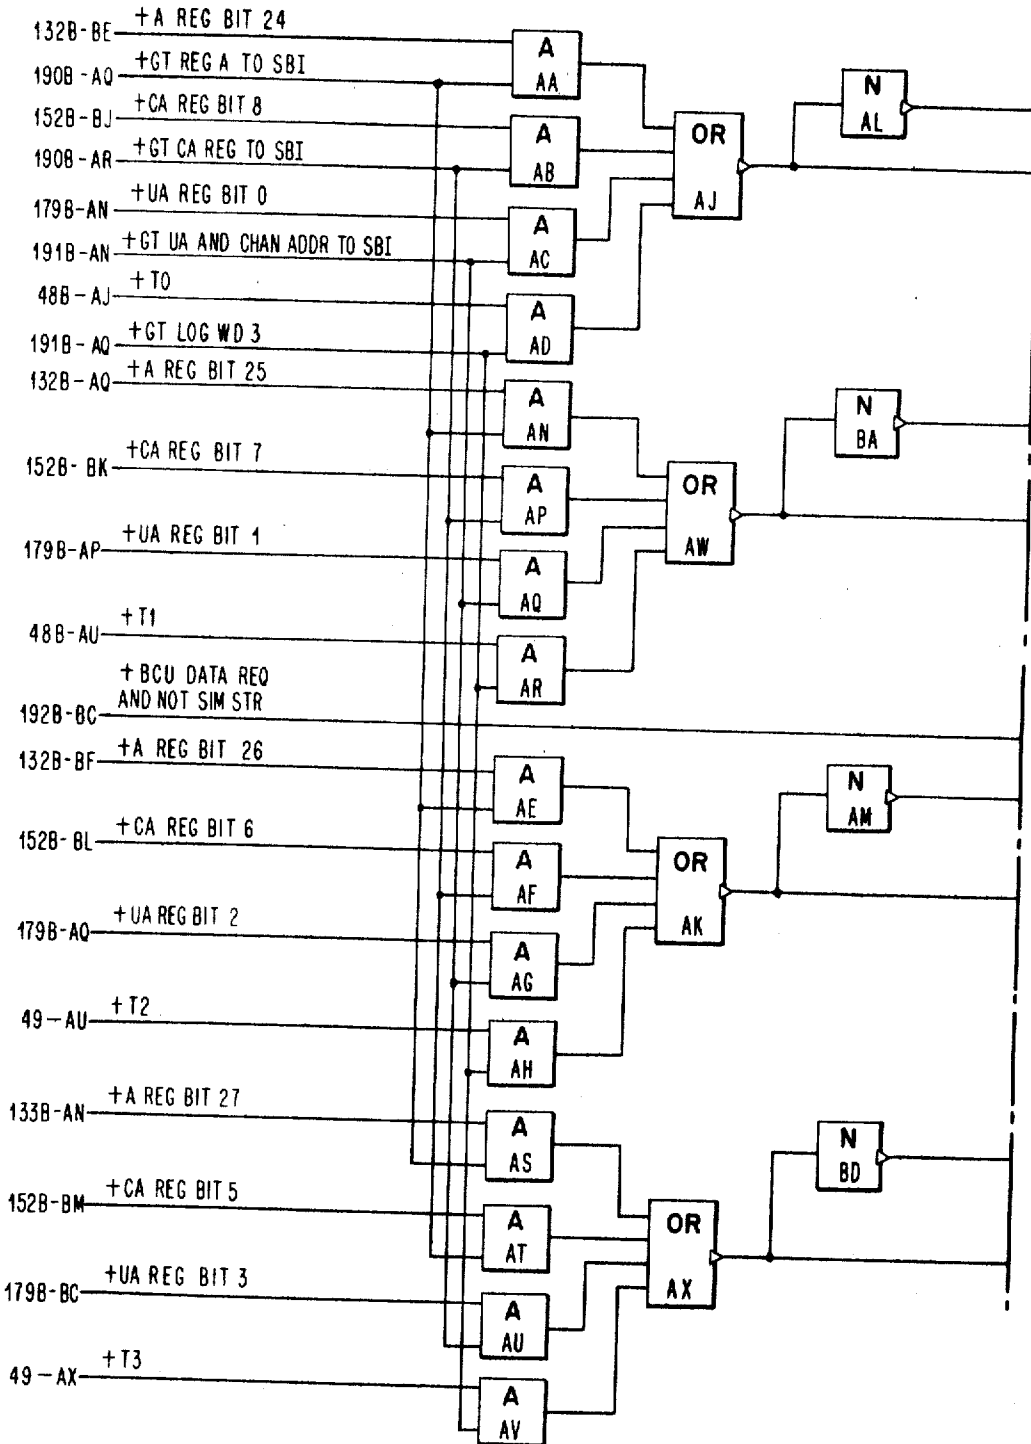 132B-BE +A REG BIT 24
190B-AQ +GT REG A TO SBI
152B-BJ +CA REG BIT 8
190B-AR +GT CA REG TO SBI
179B-AN +UA REG BIT 0
191B-AN +GT UA AND CHAN ADDR TO SBI
48B-AJ +T0
191B-AQ +GT LOG WD 3
132B-AQ +A REG BIT 25
152B-BK +CA REG BIT 7
179B-AP +UA REG BIT 1
48B-AU +T1
+BCU DATA REQ
192B-BC AND NOT SIM STR
132B-BF +A REG BIT 26
152B-BL +CA REG BIT 6
179B-AQ +UA REG BIT 2
49-AU +T2
133B-AN +A REG BIT 27
152B-BM +CA REG BIT 5
179B-BC +UA REG BIT 3
49-AX +T3
A
AA
A
AB
A
AC
A
AD
OR
AJ
N
AL
A
AN
A
AP
A
AQ
A
AR
OR
AW
N
BA
A
AE
A
AF
A
AG
A
AH
OR
AK
N
AM
A
AS
A
AT
A
AU
A
AV
OR
AX
N
BD